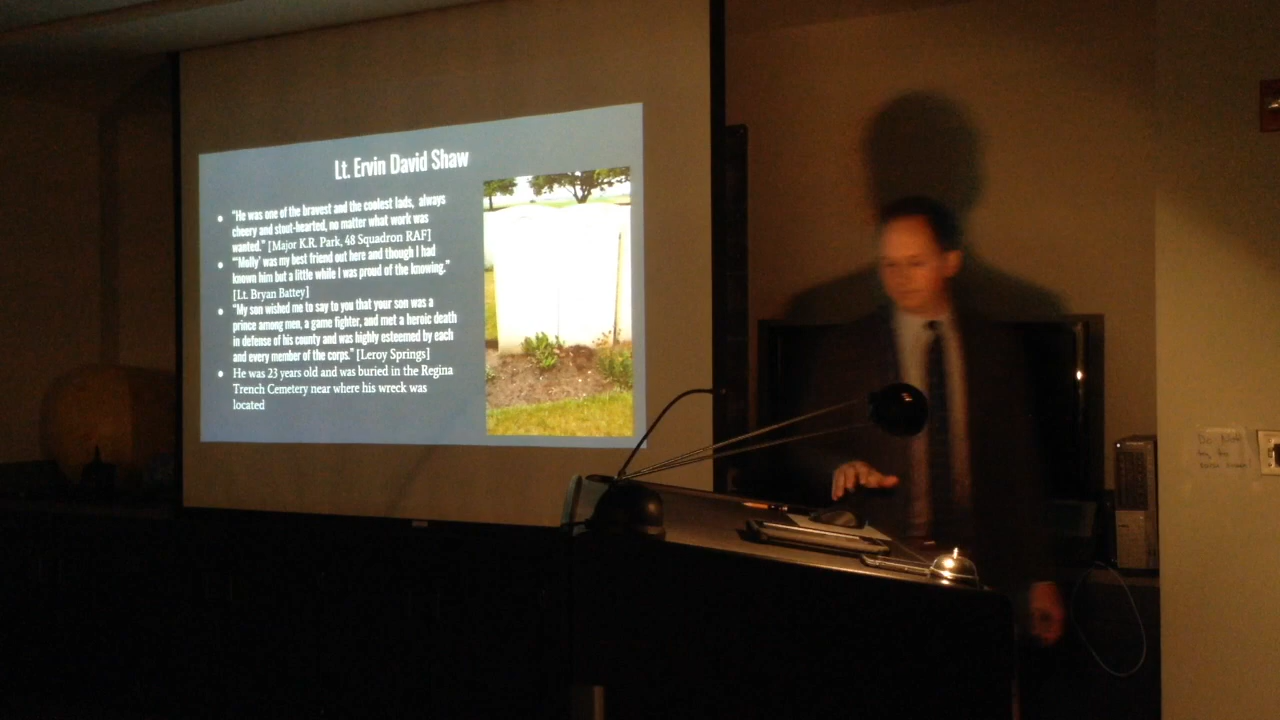 Lt. Ervin David Shaw
"He was one of the bravest and the coolest lads, always
cheery and stout-hearted, no matter what work was
wanted." [Major K.R. Park, 48 Squadron RAF]
"'Molly' was my best friend out here and though I had
known him but a little while I was proud of the knowing."
[Lt. Bryan Battey]
"My son wished me to say to you that your son was a
prince among men, a game fighter, and met a heroic death
in defense of his county and was highly esteemed by each
and every member of the corps." [Leroy Springs]
He was 23 years old and was buried in the Regina
Trench Cemetery near where his wreck was
located
Do Not